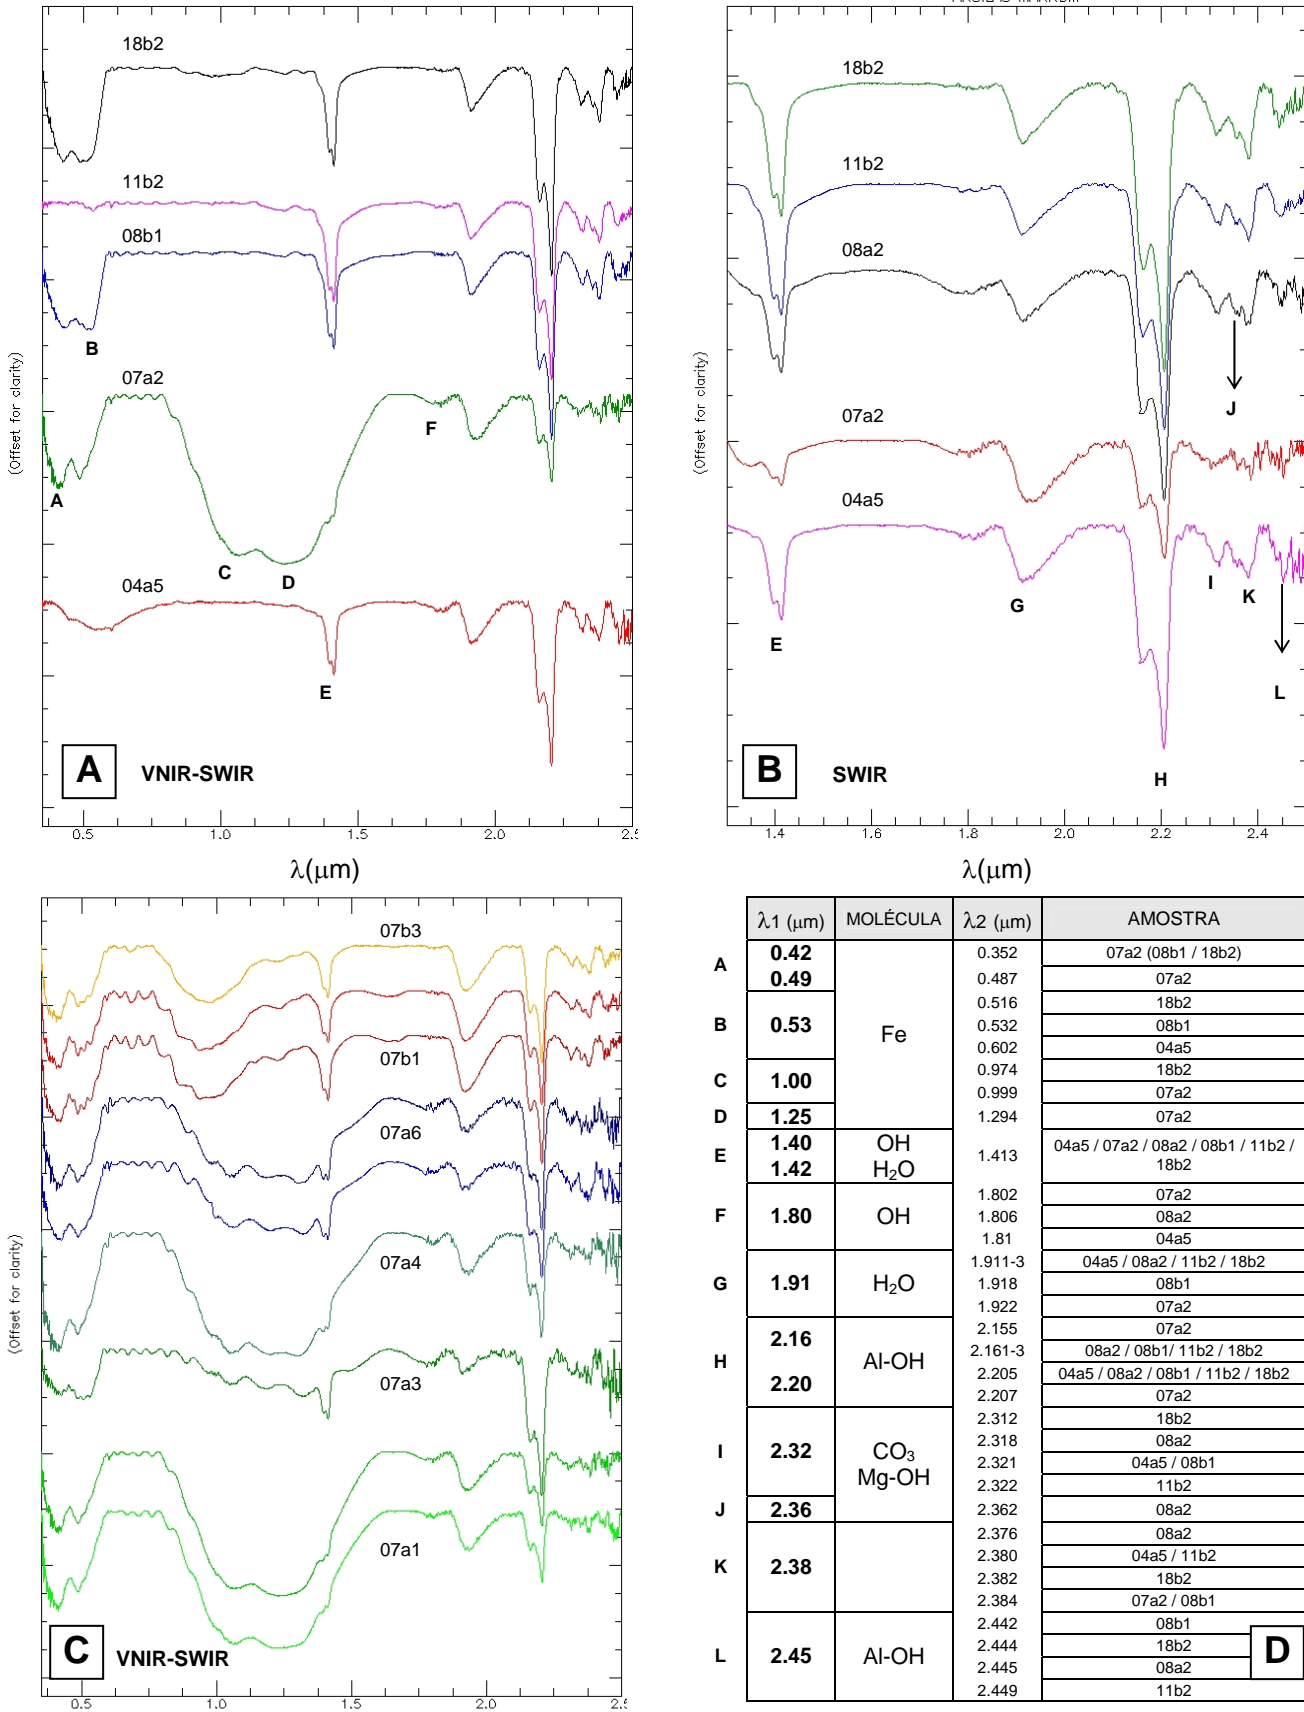 18b2
11b2
08b1
B
07a2
F
A
C
D
04a5
E
(Offset for clarity)
A
VNIR-SWIR
0.5
1.0
1.5
2.0
λ(μm)
18b2
11b2
08a2
J
07a2
04a5
I
K
G
E
L
H
(Offset for clarity)
B
SWIR
1.4
1.6
1.8
2.0
2.2
2.4
λ(μm)
07b3
07b1
07a6
07a4
07a3
07a1
(Offset for clarity)
C
VNIR-SWIR
0.5
1.0
1.5
2.0
λ1 (μm) MOLÉCULA λ2 (μm) AMOSTRA
A 0.42 0.352 07a2 (08b1 / 18b2)
0.49 0.487 07a2
0.516 18b2
B 0.53 Fe 0.532 08b1
0.602 04a5
C 1.00 0.974 18b2
0.999 07a2
D 1.25 1.294 07a2
E 1.40 OH 1.413 04a5 / 07a2 / 08a2 / 08b1 / 11b2 /
1.42 H2O 18b2
1.802 07a2
F 1.80 OH 1.806 08a2
1.81 04a5
1.911-3 04a5 / 08a2 / 11b2 / 18b2
G 1.91 H2O 1.918 08b1
1.922 07a2
2.16 2.155 07a2
H Al-OH 2.161-3 08a2 / 08b1/ 11b2 / 18b2
2.20 2.205 04a5 / 08a2 / 08b1 / 11b2 / 18b2
2.207 07a2
2.312 18b2
I 2.32 CO3 2.318 08a2
Mg-OH 2.321 04a5 / 08b1
2.322 11b2
J 2.36 2.362 08a2
2.376 08a2
K 2.38 2.380 04a5 / 11b2
2.382 18b2
2.384 07a2 / 08b1
2.442 08b1
L 2.45 Al-OH 2.444 18b2
2.445 08a2
2.449 11b2
D